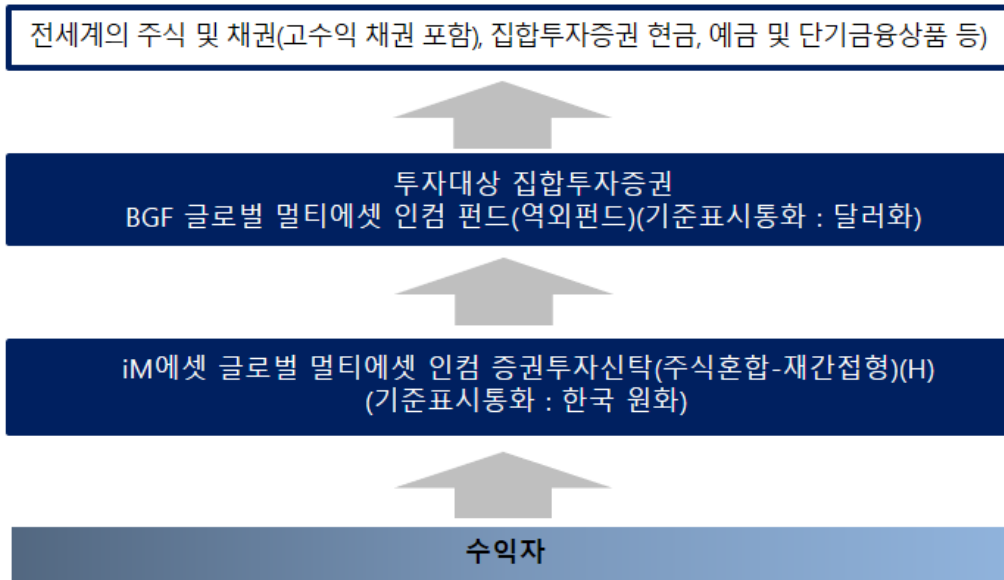 전세계의 주식 및 채권(고수익 채권 포함), 집합투자증권 현금, 예금 및 단기금융상품 등)
투자대상 집합투자증권
BGF 글로벌 멀티에셋 인컴 펀드(역외펀드)(기준표시통화 : 달러화)
iM에셋 글로벌 멀티에셋 인컴 증권투자신탁(주식혼합-재간접형)(H)
(기준표시통화 : 한국 원화)
수익자